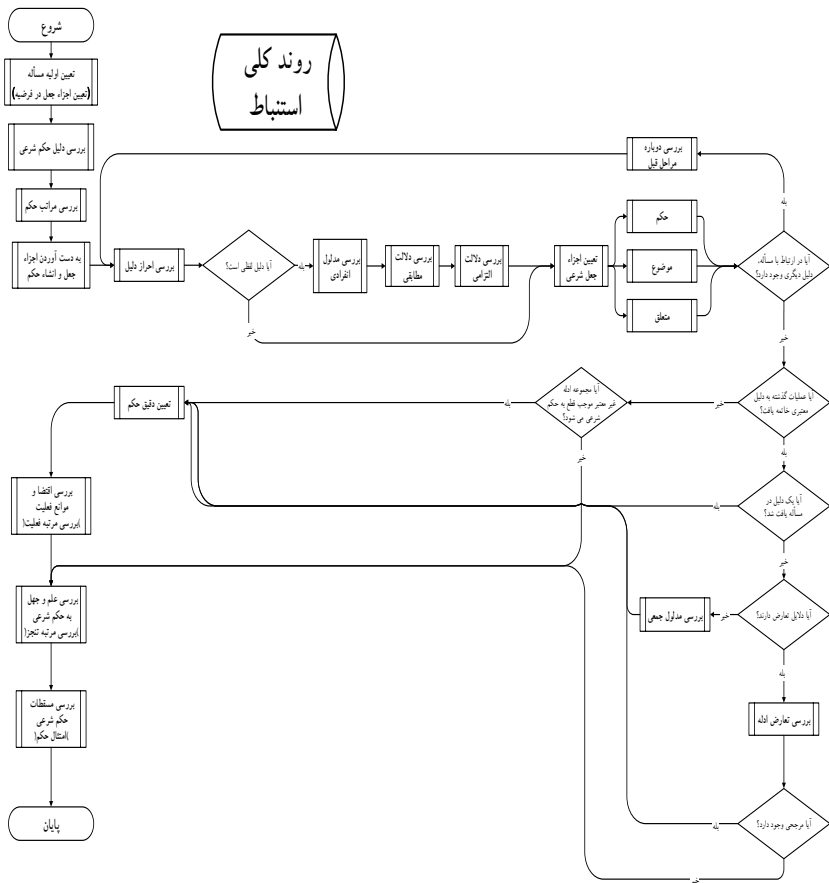 شروع
تعیین اولیه مسأله
(تعیین اجزاء جعل در فرضیه)
بررسی دلیل حکم شرعی
بررسی مراتب حکم
به دست آوردن اجزاء
جعل و انشاء حکم
روند کلی
استنباط
بررسی احراز دلیل
آیا دلیل لفظی است؟
بله
خیر
بررسی مدلول
انفرادی
بررسی دلالت
مطابقی
بررسی دلالت
التزامی
تعیین اجزاء
جعل شرعی
حکم
موضوع
متعلق
بررسی دوباره
مراحل قبل
بله
آیا در ارتباط با مسأله،
دلیل دیگری وجود دارد؟
خیر
آیا عملیات گذشته به دلیل
معتبری خاتمه یافت؟
خیر
بله
آیا مجموعه ادله
غیر معتبر موجب قطع به حکم
شرعی می شود؟
بله
خیر
تعیین دقیق حکم
آیا یک دلیل در
مسأله یافت شد؟
بله
خیر
آیا دلایل تعارض دارند؟
خیر
بررسی مدلول جمعی
بله
بررسی تعارض ادله
آیا مرجحی وجود دارد؟
بله
خیر
بررسی اقتضا و
موانع فعلیت
)بررسی مرتبه فعلیت(
بررسی علم و جهل
به حکم شرعی
)بررسی مرتبه تنجز(
بررسی مسقطات
حکم شرعی
)امتثال حکم(
پایان